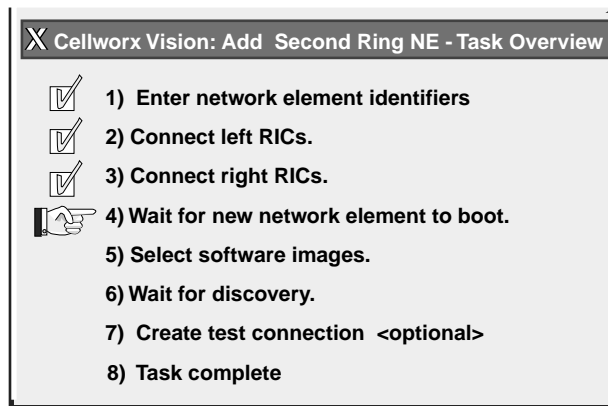 X Cellworx Vision: Add Second Ring NE - Task Overview
1) Enter network element identifiers
2) Connect left RICs.
3) Connect right RICs.
4) Wait for new network element to boot.
5) Select software images.
6) Wait for discovery.
7) Create test connection <optional>
8) Task complete